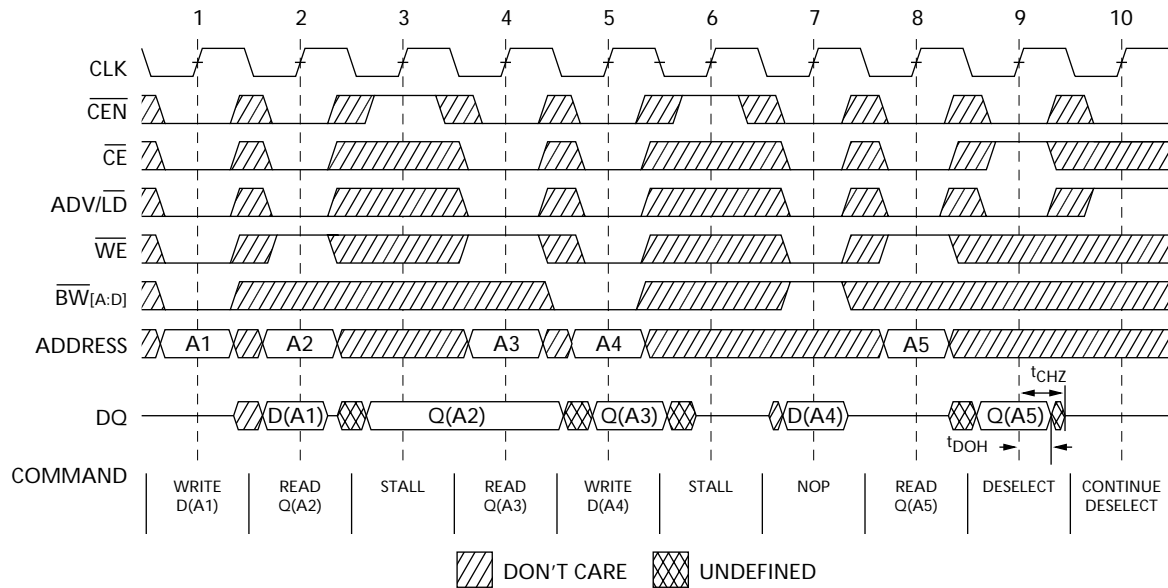 1 2 3 4 5 6 7 8 9 10
CLK
CEN
CE
ADV/LD
WE
BW[A:D]
ADDRESS A1 A2 A3 A4 A5
tCHZ
DQ D(A1) Q(A2) Q(A3) D(A4) Q(A5)
tDOH
COMMAND
WRITE READ STALL READ WRITE STALL NOP READ DESELECT CONTINUE
D(A1) Q(A2) Q(A3) D(A4) Q(A5) DESELECT
DON'T CARE UNDEFINED